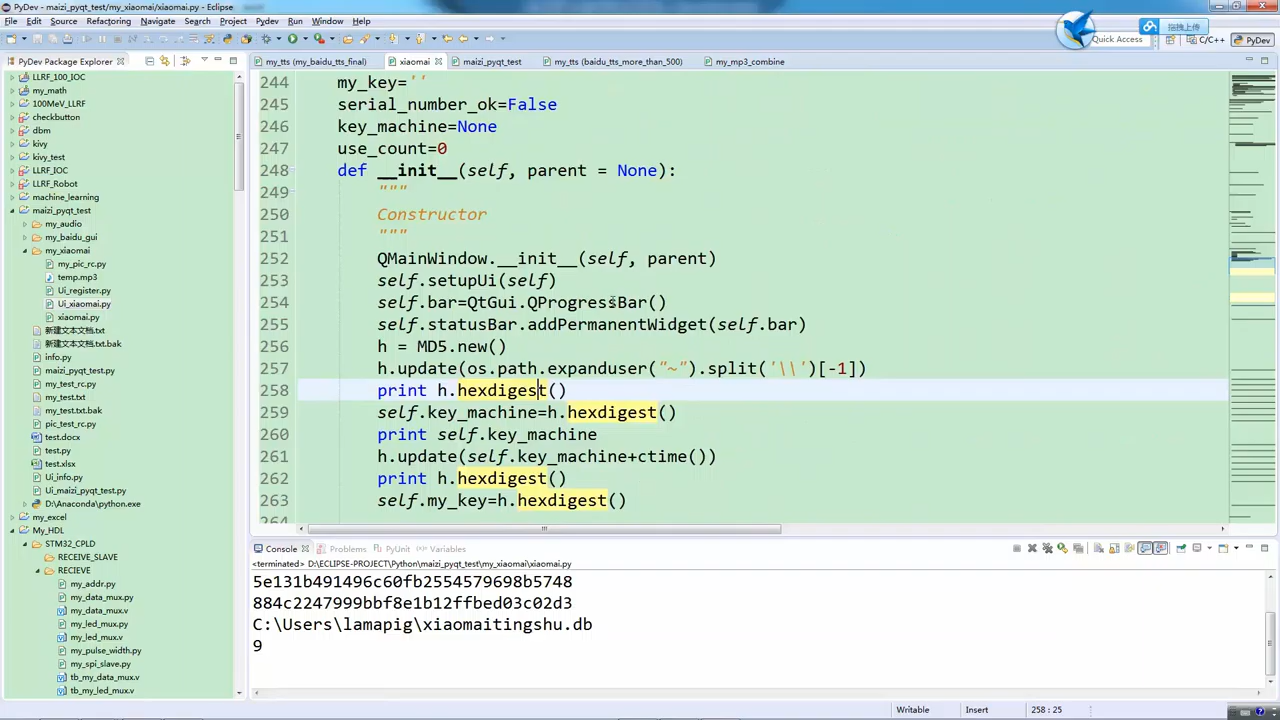 PyDev - maizi_pyqt_test/my_xiaomai/xiaomai.py - Eclipse
File Edit Source Refactoring Navigate Search Project Pydev Run Window Help
拖拽上传
Quick Access
C/C++
PyDev
PyDev Package Explorer
LLRF_100_IOC
my_math
100MeV_LLRF
checkbutton
dbm
kivy
kivy_test
LLRF_IOC
LLRF_Robot
machine_learning
maizi_pyqt_test
my_audio
my_baidu_gui
my_xiaomai
my_pic_rc.py
temp.mp3
Ui_register.py
Ui_xiaomai.py
xiaomai.py
新建文本文档.txt
新建文本文档.txt.bak
info.py
maizi_pyqt_test.py
my_test_rc.py
my_test.txt
my_test.txt.bak
pic_test_rc.py
test.docx
test.py
test.xlsx
Ui_info.py
Ui_maizi_pyqt_test.py
D:\Anaconda\python.exe
my_excel
My_HDL
STM32_CPLD
RECEIVE_SLAVE
RECIEVE
my_addr.py
my_data_mux.py
my_data_mux.v
my_led_mux.py
my_led_mux.v
my_pulse_width.py
my_spi_slave.py
tb_my_data_mux.v
tb_my_led_mux.v
my_tts (my_baidu_tts_final)
xiaomai
maizi_pyqt_test
my_tts (baidu_tts_more_than_500)
my_mp3_combine
244 my_key=''
245 serial_number_ok=False
246 key_machine=None
247 use_count=0
248 def __init__(self, parent = None):
249 """
250 Constructor
251 """
252 QMainWindow.__init__(self, parent)
253 self.setupUi(self)
254 self.bar=QtGui.QProgressBar()
255 self.statusBar.addPermanentWidget(self.bar)
256 h = MD5.new()
257 h.update(os.path.expanduser("~").split('\\')[-1])
258 print h.hexdigest()
259 self.key_machine=h.hexdigest()
260 print self.key_machine
261 h.update(self.key_machine+ctime())
262 print h.hexdigest()
263 self.my_key=h.hexdigest()
264
Console Problems PyUnit Variables
<terminated> D:\ECLIPSE-PROJECT\Python\maizi_pyqt_test\my_xiaomai\xiaomai.py
5e131b491496c60fb2554579698b5748
884c2247999bbf8e1b12ffbed03c02d3
C:\Users\lamapig\xiaomaitingshu.db
9
Writable Insert 258 : 25